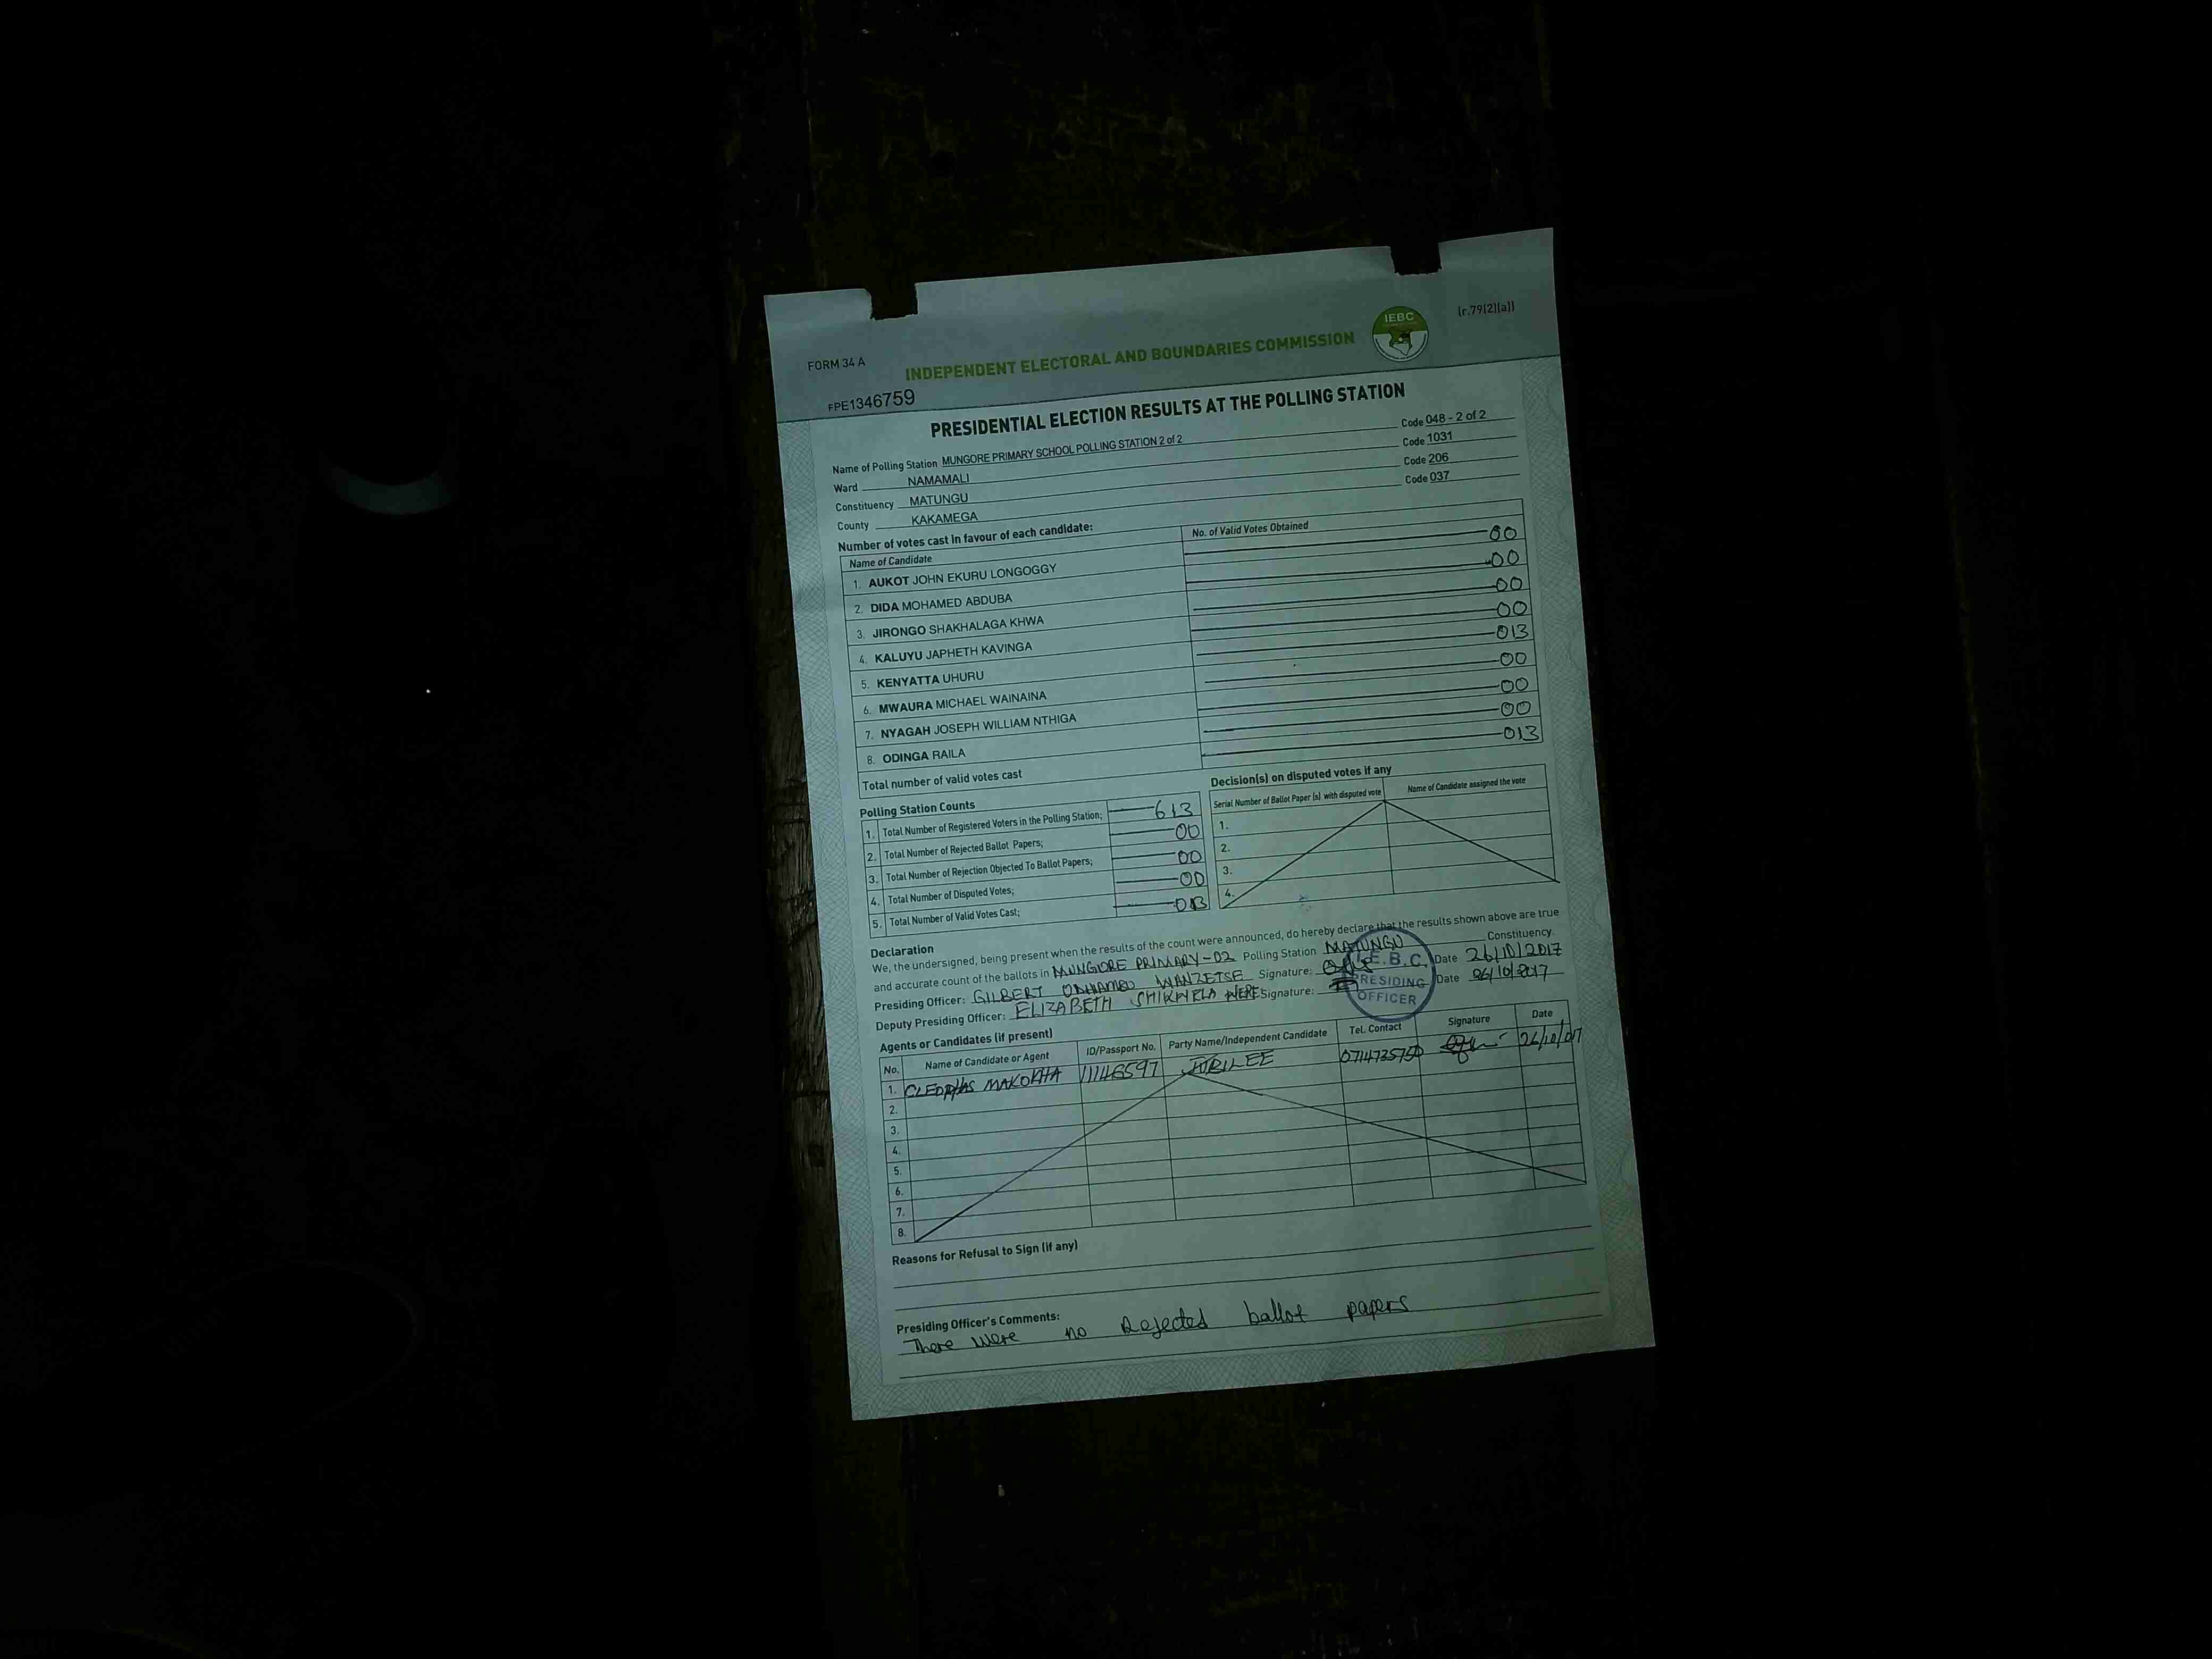 (r.79(2)(a))
IEBC
FORM 34 A
INDEPENDENT ELECTORAL AND BOUNDARIES COMMISSION
FPE1346759
PRESIDENTIAL ELECTION RESULTS AT THE POLLING STATION
Name of Polling Station MUNGORE PRIMARY SCHOOL POLLING STATION 2 of 2 Code 048 - 2 of 2
Ward NAMAMALI Code 1031
Constituency MATUNGU Code 206
County KAKAMEGA Code 037
Number of votes cast in favour of each candidate:
Name of Candidate No. of Valid Votes Obtained
1. AUKOT JOHN EKURU LONGOGGY 00
2. DIDA MOHAMED ABDUBA 00
3. JIRONGO SHAKHALAGA KHWA 00
4. KALUYU JAPHETH KAVINGA 00
5. KENYATTA UHURU 013
6. MWAURA MICHAEL WAINAINA 00
7. NYAGAH JOSEPH WILLIAM NTHIGA 00
8. ODINGA RAILA 00
Total number of valid votes cast 013
Polling Station Counts
1. Total Number of Registered Voters in the Polling Station; 613
2. Total Number of Rejected Ballot Papers; 00
3. Total Number of Rejection Objected To Ballot Papers; 00
4. Total Number of Disputed Votes; 00
5. Total Number of Valid Votes Cast; 013
Decision(s) on disputed votes if any
Serial Number of Ballot Paper (s) with disputed vote Name of Candidate assigned the vote
1.
2.
3.
4.
Declaration
We, the undersigned, being present when the results of the count were announced, do hereby declare that the results shown above are true
and accurate count of the ballots in MUNGORE PRIMARY-02 Polling Station MATUNGU Constituency.
Presiding Officer: GILBERT ODHIAMBO WANZETSE Signature: Date 26/10/2017
Deputy Presiding Officer: ELIZABETH SHIKHELA WERE Signature: Date 26/10/2017
I.E.B.C.
PRESIDING
OFFICER
Agents or Candidates (if present)
No. Name of Candidate or Agent ID/Passport No. Party Name/Independent Candidate Tel. Contact Signature Date
1. CLEOPHAS MAKOKHA 11146597 JUBILEE 0714735750 26/10/017
2.
3.
4.
5.
6.
7.
8.
Reasons for Refusal to Sign (if any)
Presiding Officer's Comments:
There were no Rejected ballot papers